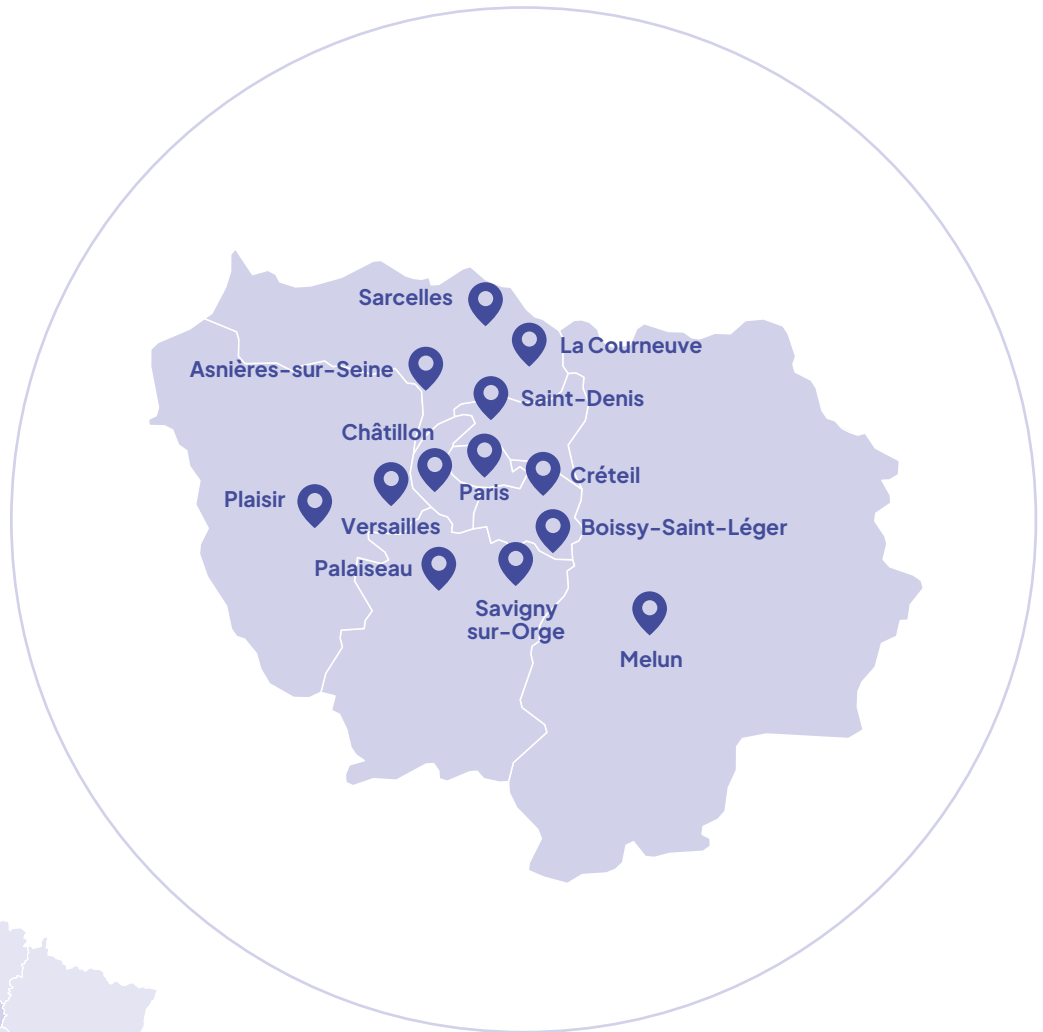 Sarcelles
La Courneuve
Asnières-sur-Seine
Saint-Denis
Châtillon
Créteil
Paris
Plaisir
Versailles
Boissy-Saint-Léger
Palaiseau
Savigny
sur-Orge
Melun